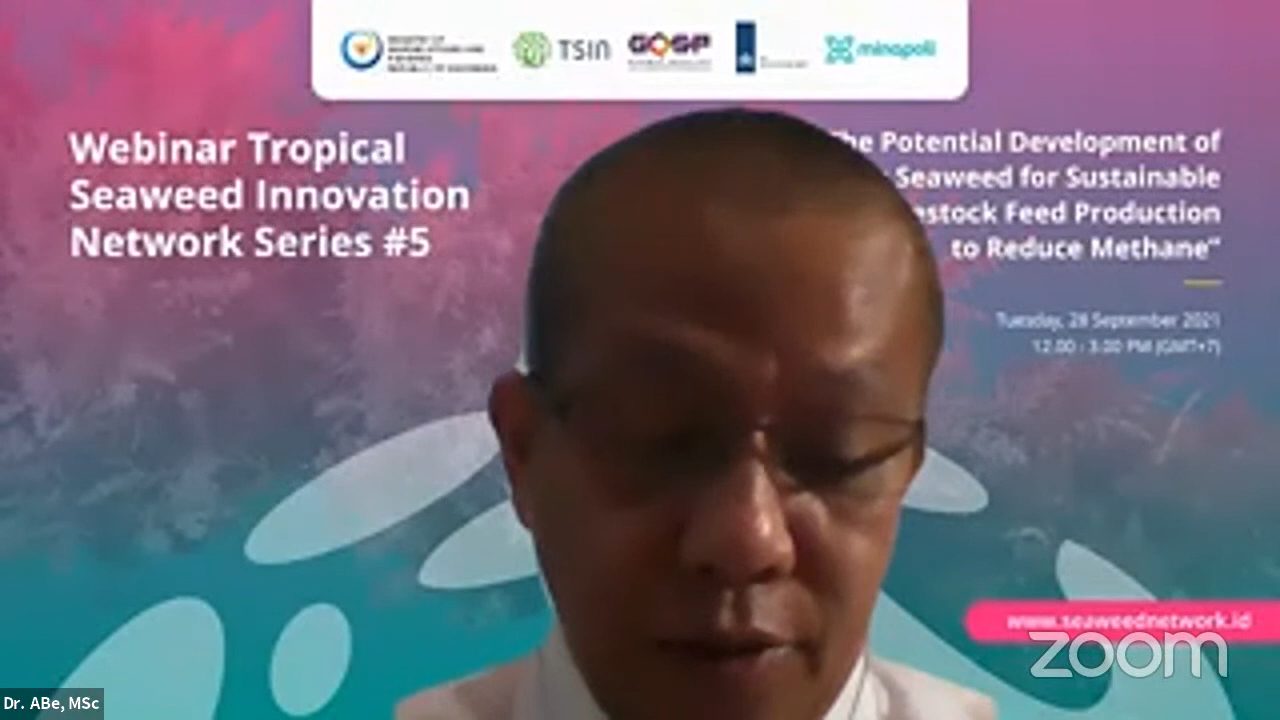 TSIN
GQSP
minapoli
Webinar Tropical
Seaweed Innovation
Network Series #5
The Potential Development of
Seaweed for Sustainable
estock Feed Production
to Reduce Methane"
Tuesday, 28 September 2021
12.00 - 3.00 PM (GMT+7)
www.seaweednetwork.id
zoom
Dr. ABe, MSc